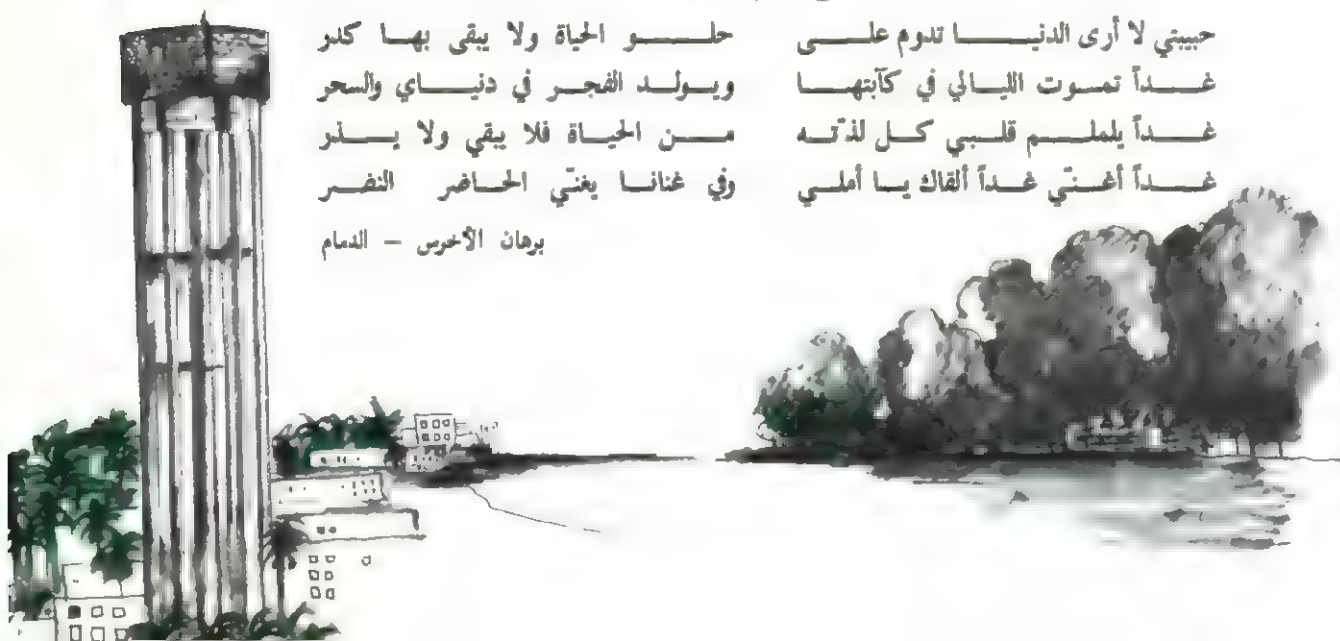 حبيبتي لا أرى الدنيا تدوم على حلو الحياة ولا يبقى بها كدر
غداً تموت الليالي في كآبتها ويولد الفجر في دنياي والسحر
غداً يلملم قلبي كل لذته من الحياة فلا يبقي ولا يذر
غداً أغنّي غداً ألقاك يا أملي وفي غنانا يغنّي الحاضر النضر
برهان الأخرس – الدمام